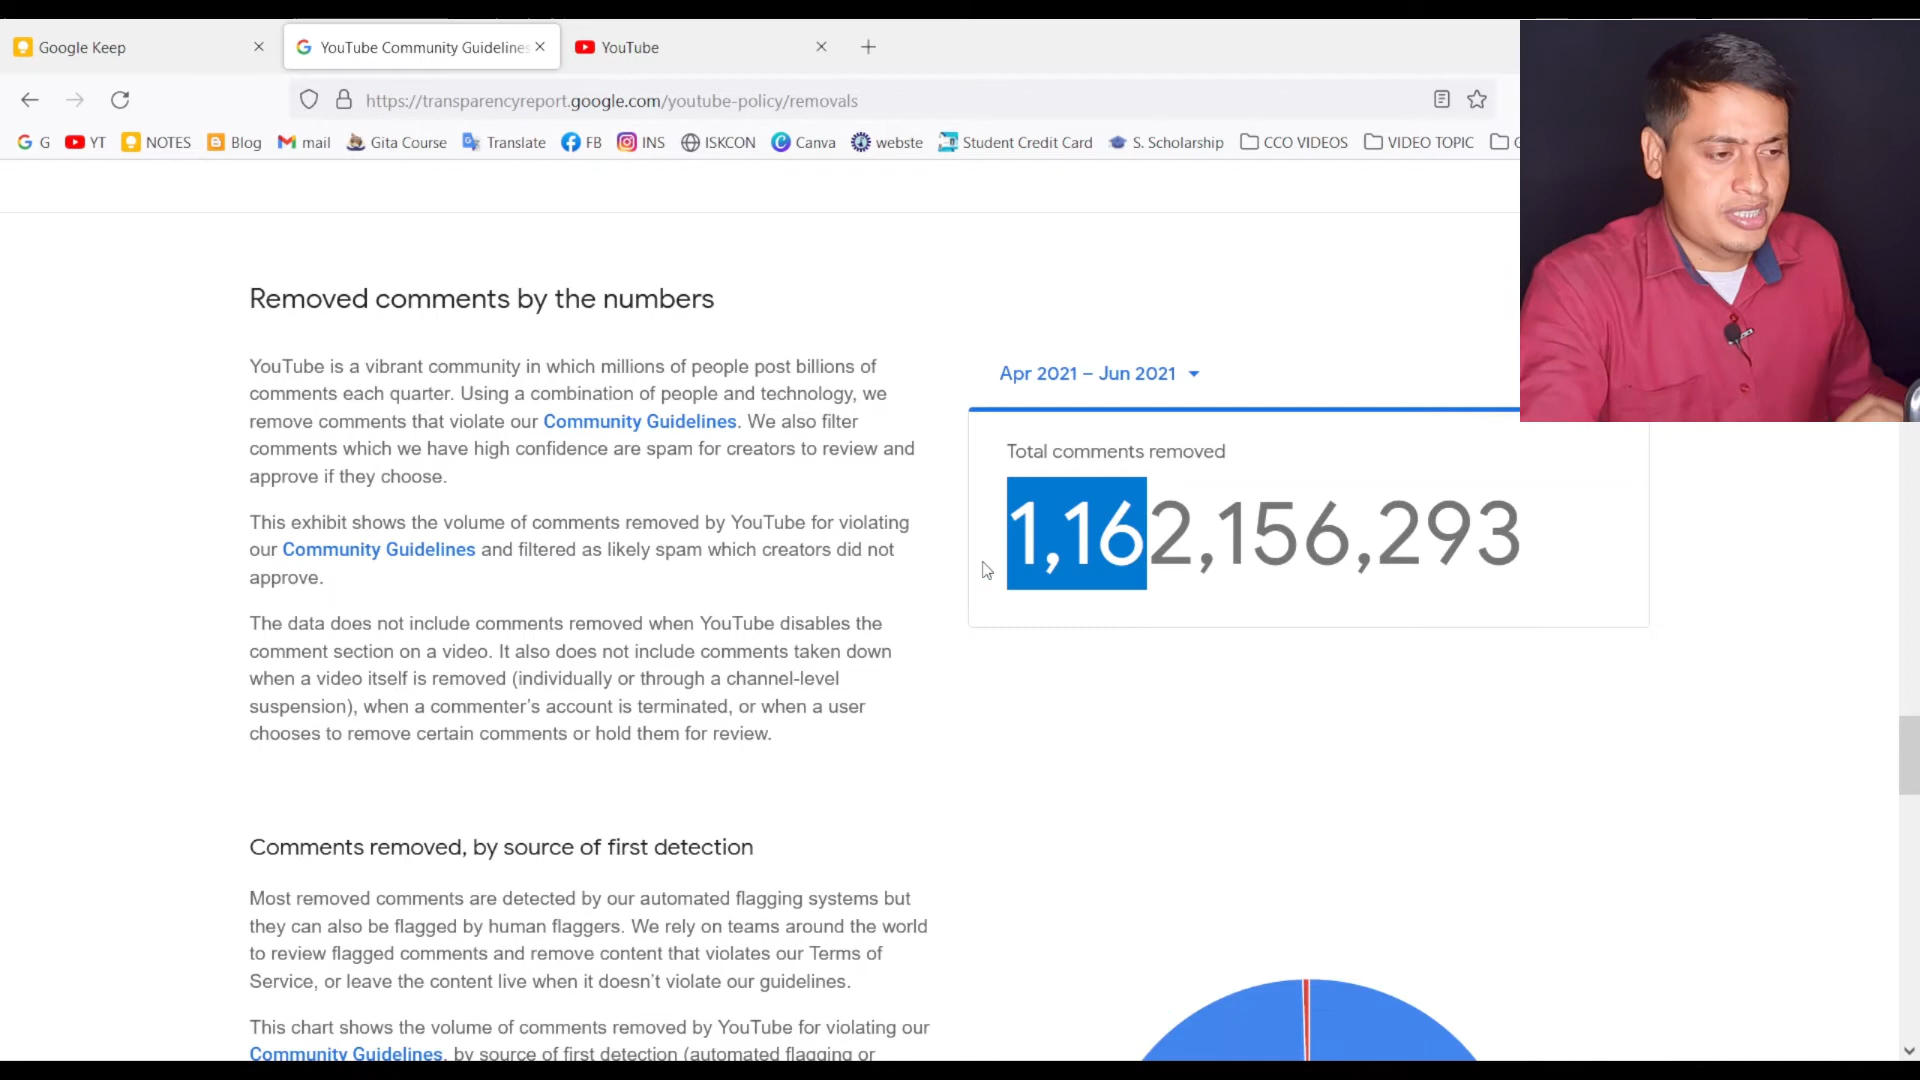 Google Keep
YouTube Community Guidelines
YouTube
https://transparencyreport.google.com/youtube-policy/removals
G YT NOTES Blog mail Gita Course Translate FB INS ISKCON Canva webste Student Credit Card S. Scholarship CCO VIDEOS VIDEO TOPIC
Removed comments by the numbers
YouTube is a vibrant community in which millions of people post billions of
comments each quarter. Using a combination of people and technology, we
remove comments that violate our Community Guidelines. We also filter
comments which we have high confidence are spam for creators to review and
approve if they choose.
This exhibit shows the volume of comments removed by YouTube for violating
our Community Guidelines and filtered as likely spam which creators did not
approve.
The data does not include comments removed when YouTube disables the
comment section on a video. It also does not include comments taken down
when a video itself is removed (individually or through a channel-level
suspension), when a commenter's account is terminated, or when a user
chooses to remove certain comments or hold them for review.
Apr 2021 – Jun 2021
Total comments removed
1,162,156,293
Comments removed, by source of first detection
Most removed comments are detected by our automated flagging systems but
they can also be flagged by human flaggers. We rely on teams around the world
to review flagged comments and remove content that violates our Terms of
Service, or leave the content live when it doesn't violate our guidelines.
This chart shows the volume of comments removed by YouTube for violating our
Community Guidelines, by source of first detection (automated flagging or